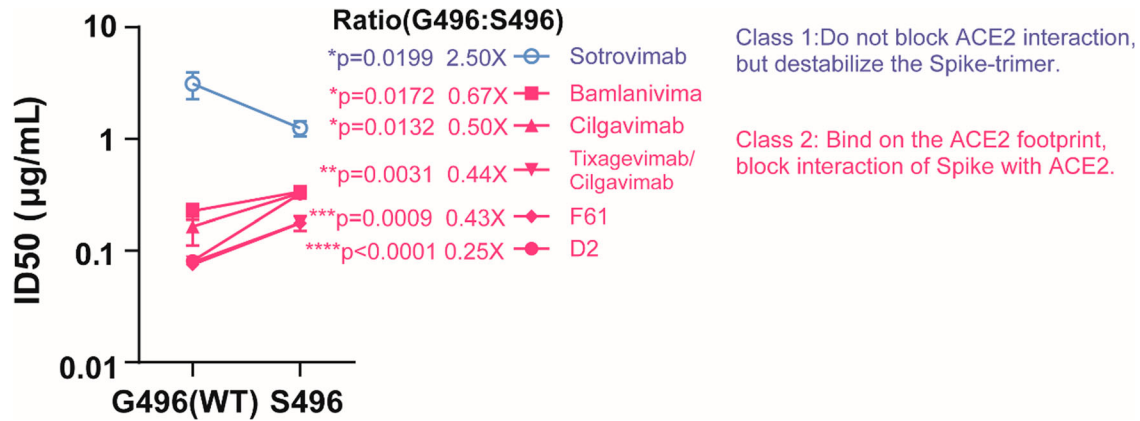 Ratio(G496:S496)
10
1
0.1
0.01
ID50 (µg/mL)
G496(WT) S496
*p=0.0199 2.50X Sotrovimab
*p=0.0172 0.67X Bamlanivima
*p=0.0132 0.50X Cilgavimab
**p=0.0031 0.44X Tixagevimab/
Cilgavimab
***p=0.0009 0.43X F61
****p<0.0001 0.25X D2
Class 1:Do not block ACE2 interaction,
but destabilize the Spike-trimer.
Class 2: Bind on the ACE2 footprint,
block interaction of Spike with ACE2.